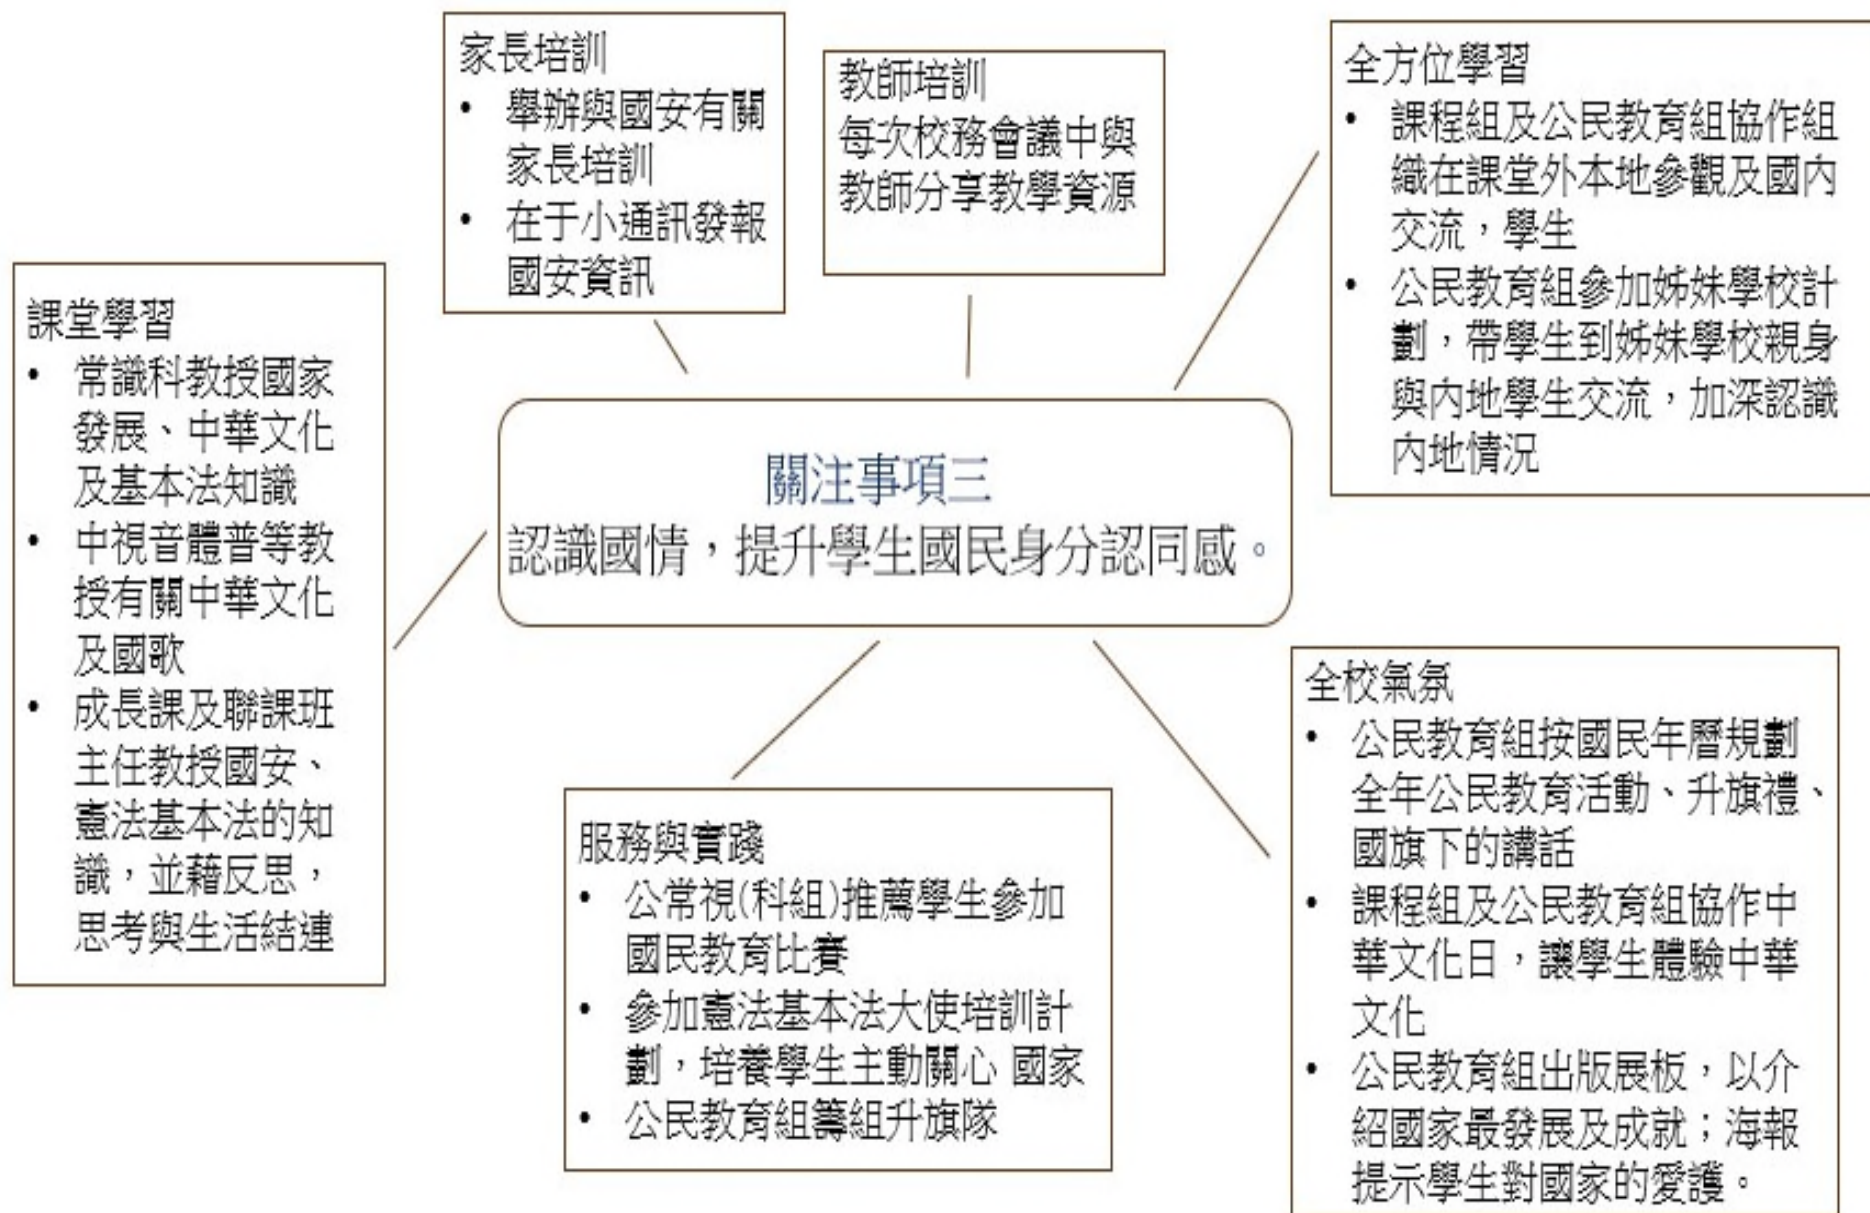 家長培訓
• 舉辦與國安有關
家長培訓
• 在于小通訊發報
國安資訊
教師培訓
每次校務會議中與
教師分享教學資源
全方位學習
• 課程組及公民教育組協作組
織在課堂外本地參觀及國內
交流，學生
• 公民教育組參加姊妹學校計
劃，帶學生到姊妹學校親身
與內地學生交流，加深認識
內地情況
課堂學習
• 常識科教授國家
發展、中華文化
及基本法知識
• 中視音體普等教
授有關中華文化
及國歌
• 成長課及聯課班
主任教授國安、
憲法基本法的知
識，並藉反思，
思考與生活結連
關注事項三
認識國情，提升學生國民身分認同感。
服務與實踐
• 公常視(科組)推薦學生參加
國民教育比賽
• 參加憲法基本法大使培訓計
劃，培養學生主動關心 國家
• 公民教育組籌組升旗隊
全校氣氛
• 公民教育組按國民年曆規劃
全年公民教育活動、升旗禮、
國旗下的講話
• 課程組及公民教育組協作中
華文化日，讓學生體驗中華
文化
• 公民教育組出版展板，以介
紹國家最發展及成就；海報
提示學生對國家的愛護。